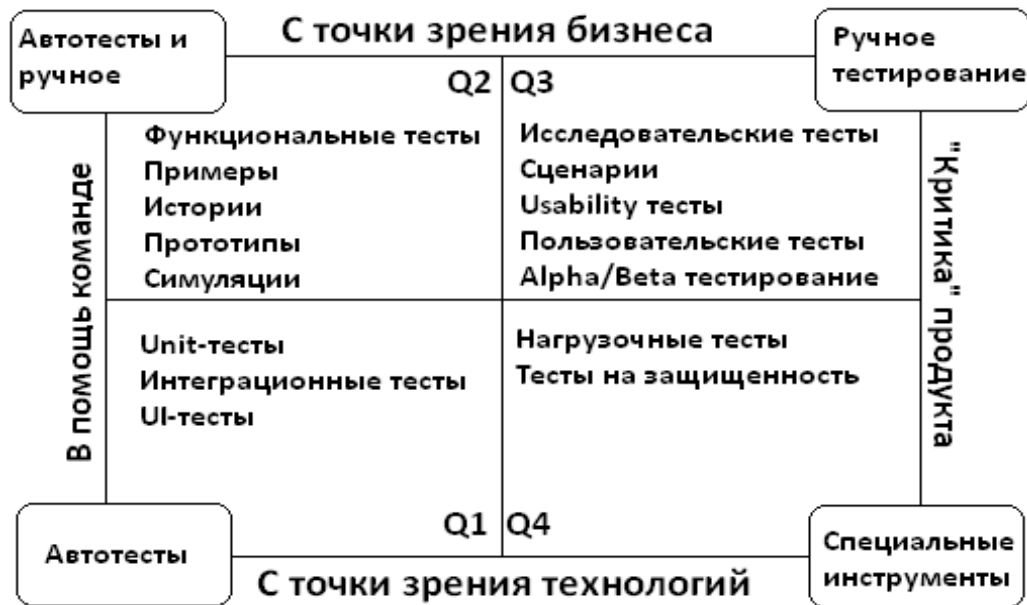 С точки зрения бизнеса
Автотесты и
ручное
Ручное
тестирование
Q2
Q3
Функциональные тесты
Примеры
Истории
Прототипы
Симуляции
Исследовательские тесты
Сценарии
Usability тесты
Пользовательские тесты
Alpha/Beta тестирование
В помощь команде
"Критика" продукта
Unit-тесты
Интеграционные тесты
UI-тесты
Нагрузочные тесты
Тесты на защищенность
Q1
Q4
Автотесты
Специальные
инструменты
С точки зрения технологий